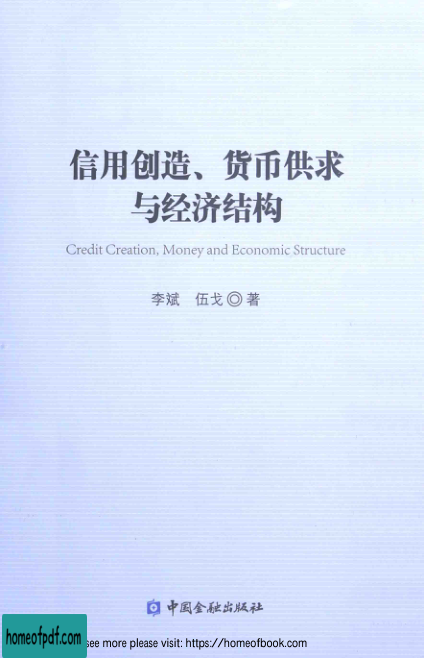 信用创造、货币供求
与经济结构
Credit Creation, Money and Economic Structure
李斌 伍戈◎著
中国金融出版社
homeofpdf.com
see more please visit: https://homeofbook.com